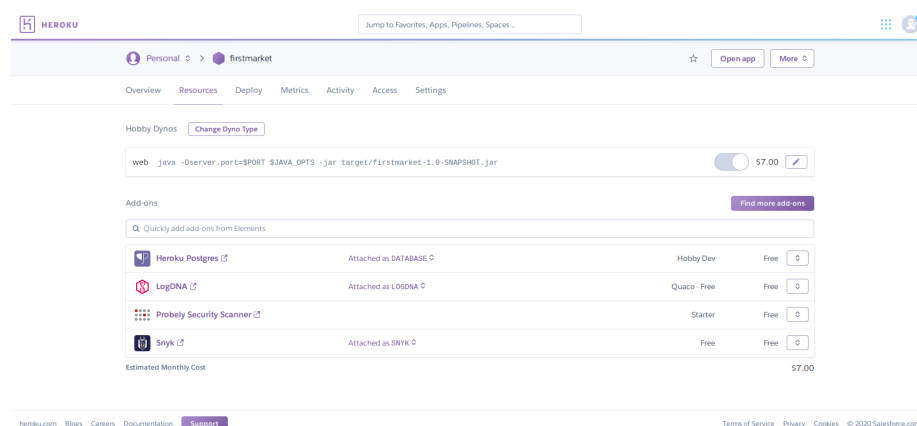 HEROKU
Jump to Favorites, Apps, Pipelines, Spaces...
Personal > firstmarket
Open app More
Overview Resources Deploy Metrics Activity Access Settings
Hobby Dynos Change Dyno Type
web java -Dserver.port=$PORT $JAVA_OPTS -jar target/firstmarket-1.0-SNAPSHOT.jar $7.00
Add-ons Find more add-ons
Quickly add add-ons from Elements
Heroku Postgres Attached as DATABASE Hobby Dev Free
LogDNA Attached as LOGDNA Quaco - Free Free
Probely Security Scanner Starter Free
Snyk Attached as SNYK Free Free
Estimated Monthly Cost $7.00
heroku.com Blogs Careers Documentation Support Terms of Service Privacy Cookies © 2020 Salesforce.com